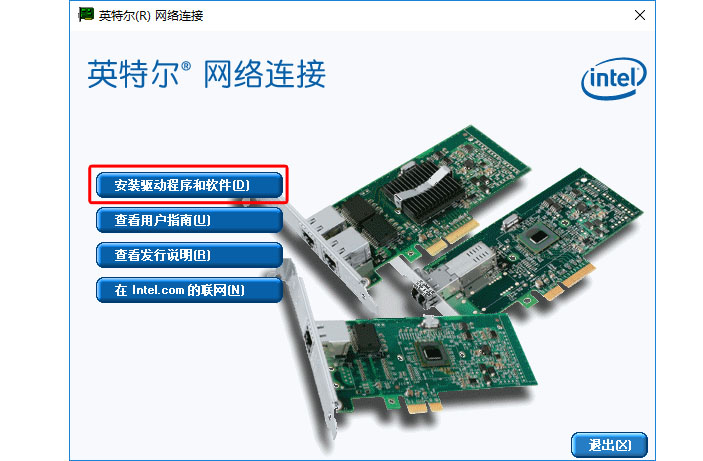 英特尔(R) 网络连接
英特尔® 网络连接
intel
安装驱动程序和软件(D)
查看用户指南(U)
查看发行说明(R)
在 Intel.com 的联网(N)
退出(X)